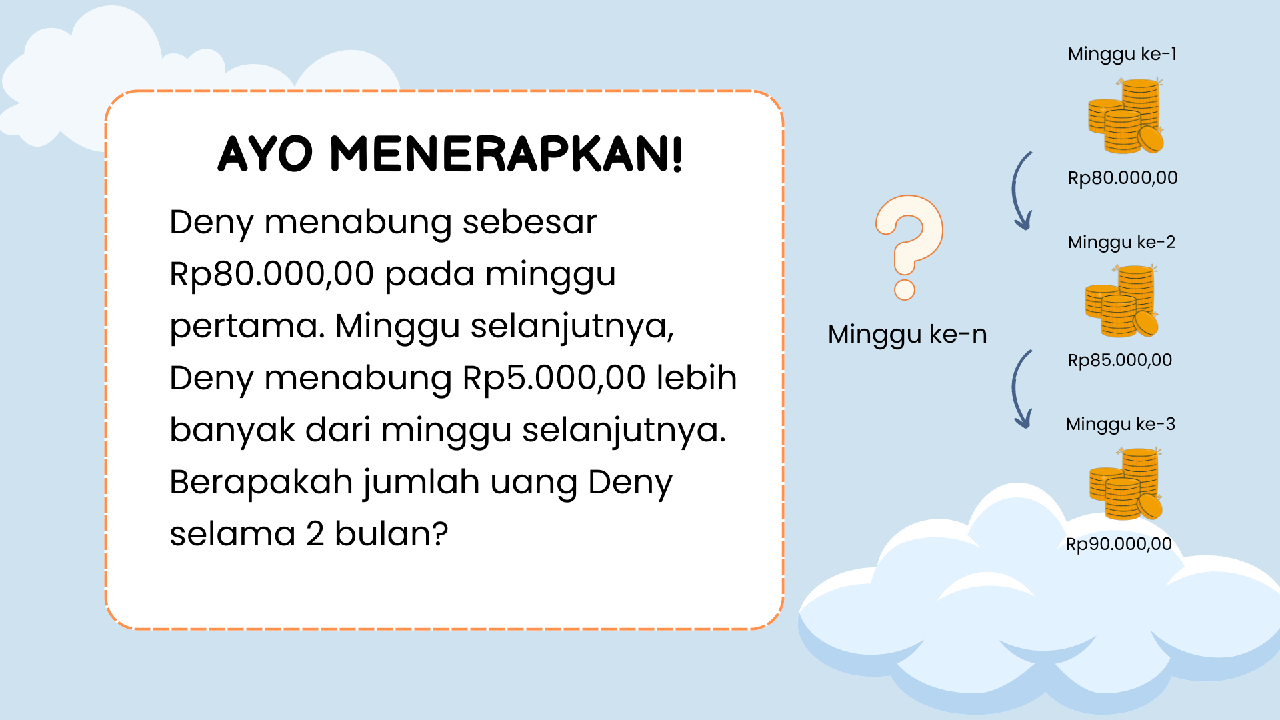 AYO MENERAPKAN!
Deny menabung sebesar
Rp80.000,00 pada minggu
pertama. Minggu selanjutnya,
Deny menabung Rp5.000,00 lebih
banyak dari minggu selanjutnya.
Berapakah jumlah uang Deny
selama 2 bulan?
?
Minggu ke-n
Minggu ke-1
Rp80.000,00
Minggu ke-2
Rp85.000,00
Minggu ke-3
Rp90.000,00